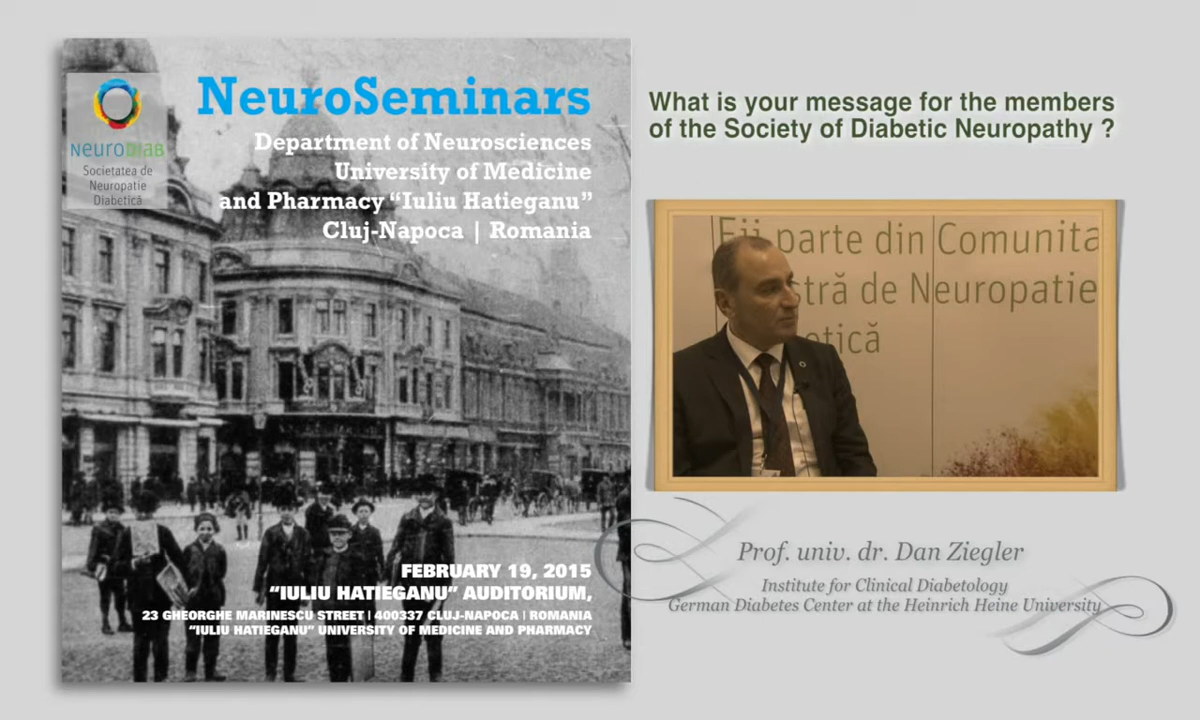 NeuroSeminars
NEURODIAB
Societatea de
Neuropatie
Diabetică
Department of Neurosciences
University of Medicine
and Pharmacy “Iuliu Hatieganu”
Cluj-Napoca | Romania
FEBRUARY 19, 2015
“IULIU HATIEGANU” AUDITORIUM,
23 GHEORGHE MARINESCU STREET | 400337 CLUJ-NAPOCA | ROMANIA
“IULIU HATIEGANU” UNIVERSITY OF MEDICINE AND PHARMACY
What is your message for the members
of the Society of Diabetic Neuropathy ?
Fii parte din Comunita
stră de Neuropatie
etică
Prof. univ. dr. Dan Ziegler
Institute for Clinical Diabetology
German Diabetes Center at the Heinrich Heine University